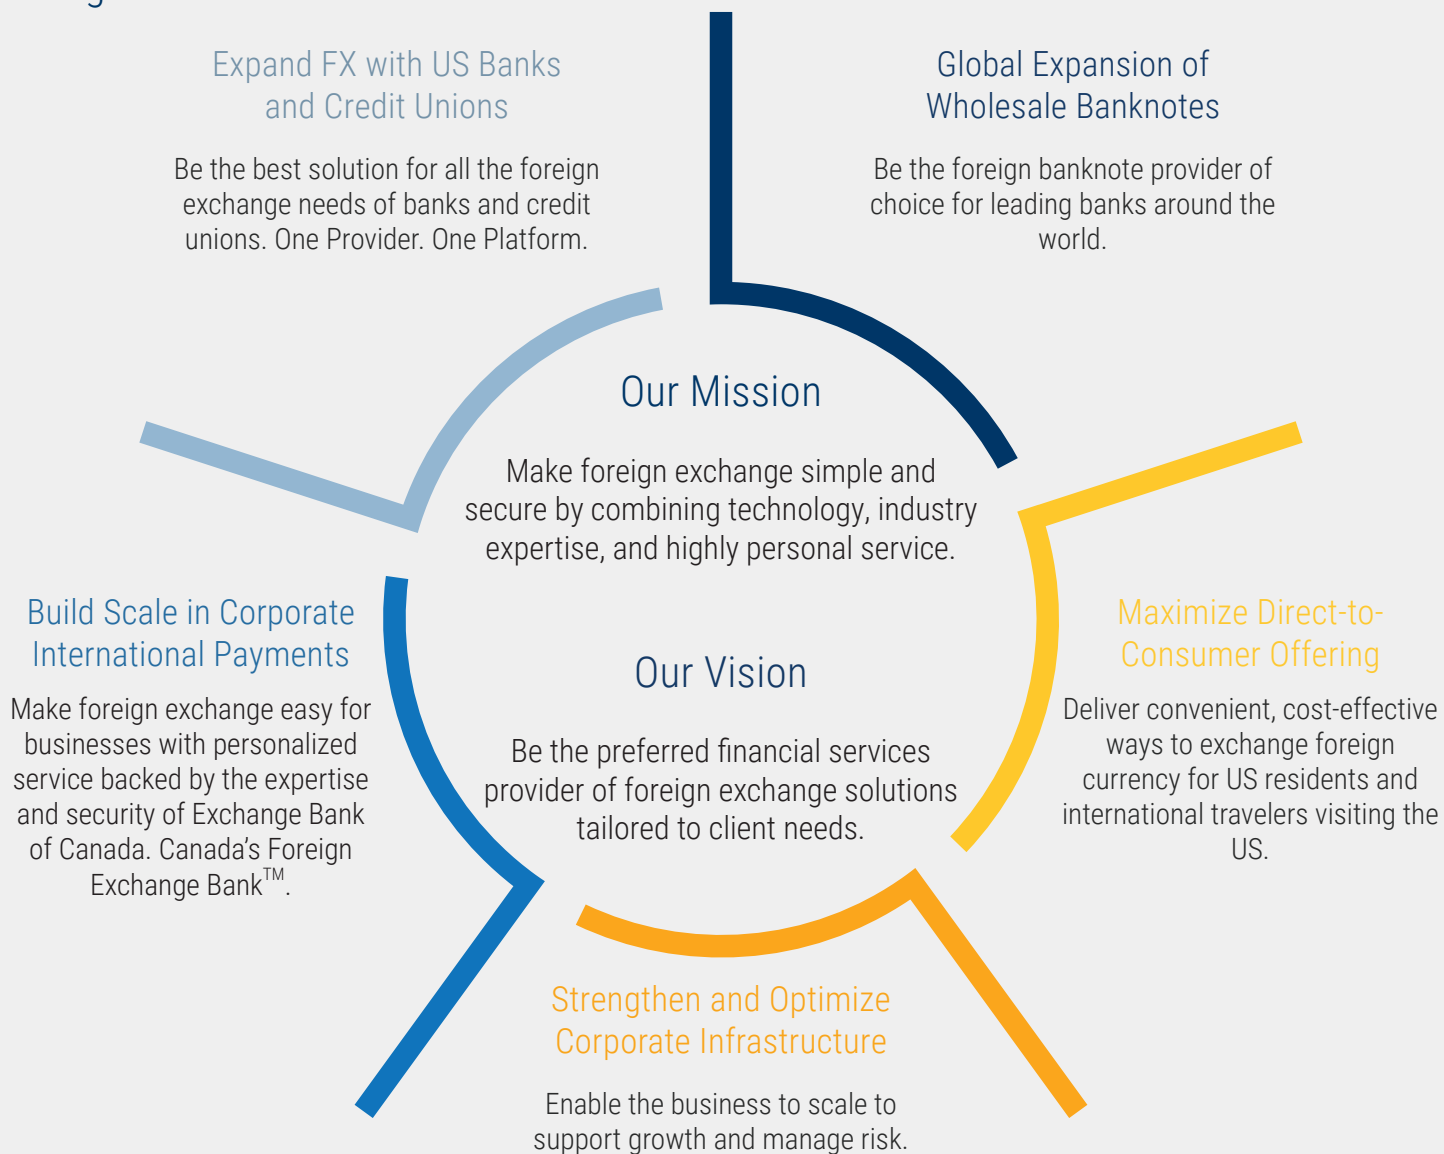 Expand FX with US Banks
and Credit Unions
Be the best solution for all the foreign
exchange needs of banks and credit
unions. One Provider. One Platform.
Global Expansion of
Wholesale Banknotes
Be the foreign banknote provider of
choice for leading banks around the
world.
Our Mission
Make foreign exchange simple and
secure by combining technology, industry
expertise, and highly personal service.
Build Scale in Corporate
International Payments
Make foreign exchange easy for
businesses with personalized
service backed by the expertise
and security of Exchange Bank
of Canada. Canada’s Foreign
Exchange Bank™.
Our Vision
Be the preferred financial services
provider of foreign exchange solutions
tailored to client needs.
Maximize Direct-to-
Consumer Offering
Deliver convenient, cost-effective
ways to exchange foreign
currency for US residents and
international travelers visiting the
US.
Strengthen and Optimize
Corporate Infrastructure
Enable the business to scale to
support growth and manage risk.